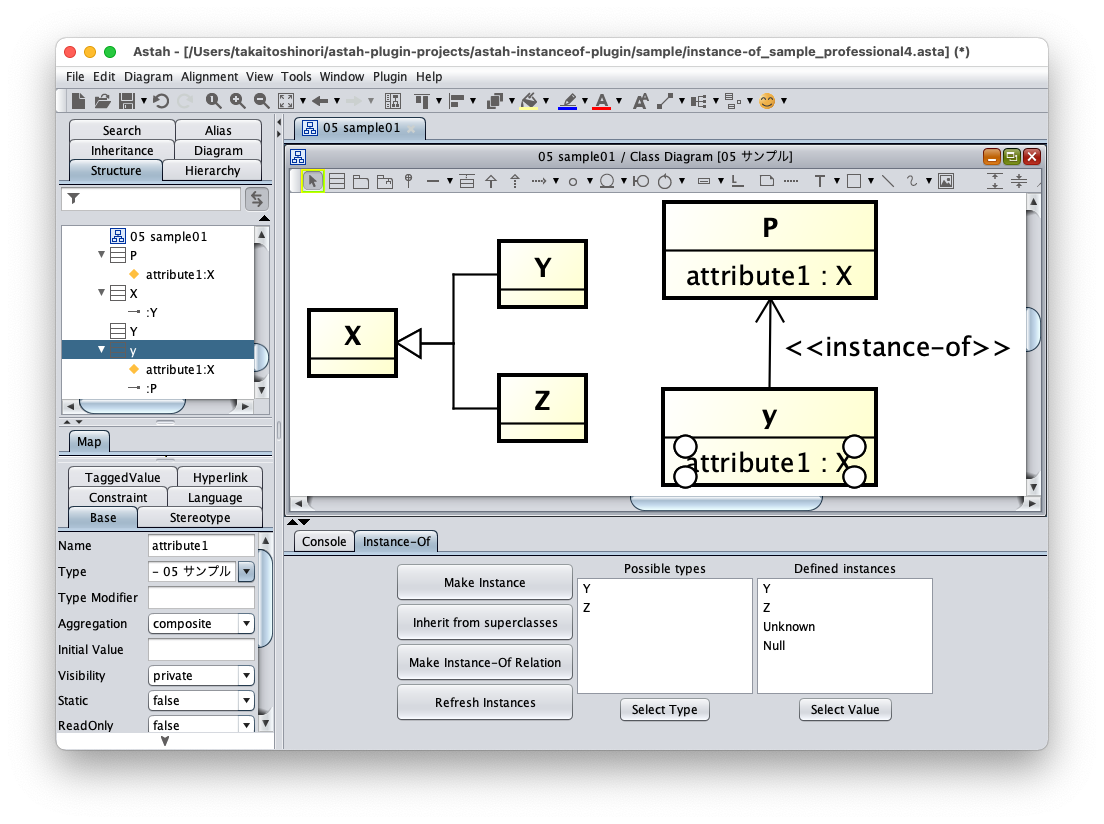 Astah - [/Users/takaitoshinori/astah-plugin-projects/astah-instanceof-plugin/sample/instance-of_sample_professional4.asta] (*)
File Edit Diagram Alignment View Tools Window Plugin Help
Search Alias
Inheritance Diagram
Structure Hierarchy
05 sample01
P
attribute1:X
X
:Y
Y
y
attribute1:X
:P
Map
TaggedValue Hyperlink
Constraint Language
Base Stereotype
Name attribute1
Type - 05 サンプル
Type Modifier
Aggregation composite
Initial Value
Visibility private
Static false
ReadOnly false
05 sample01
05 sample01 / Class Diagram [05 サンプル]
X
Y
Z
P
attribute1 : X
<<instance-of>>
y
attribute1 : X
Console Instance-Of
Make Instance
Inherit from superclasses
Make Instance-Of Relation
Refresh Instances
Possible types
Y
Z
Select Type
Defined instances
Y
Z
Unknown
Null
Select Value